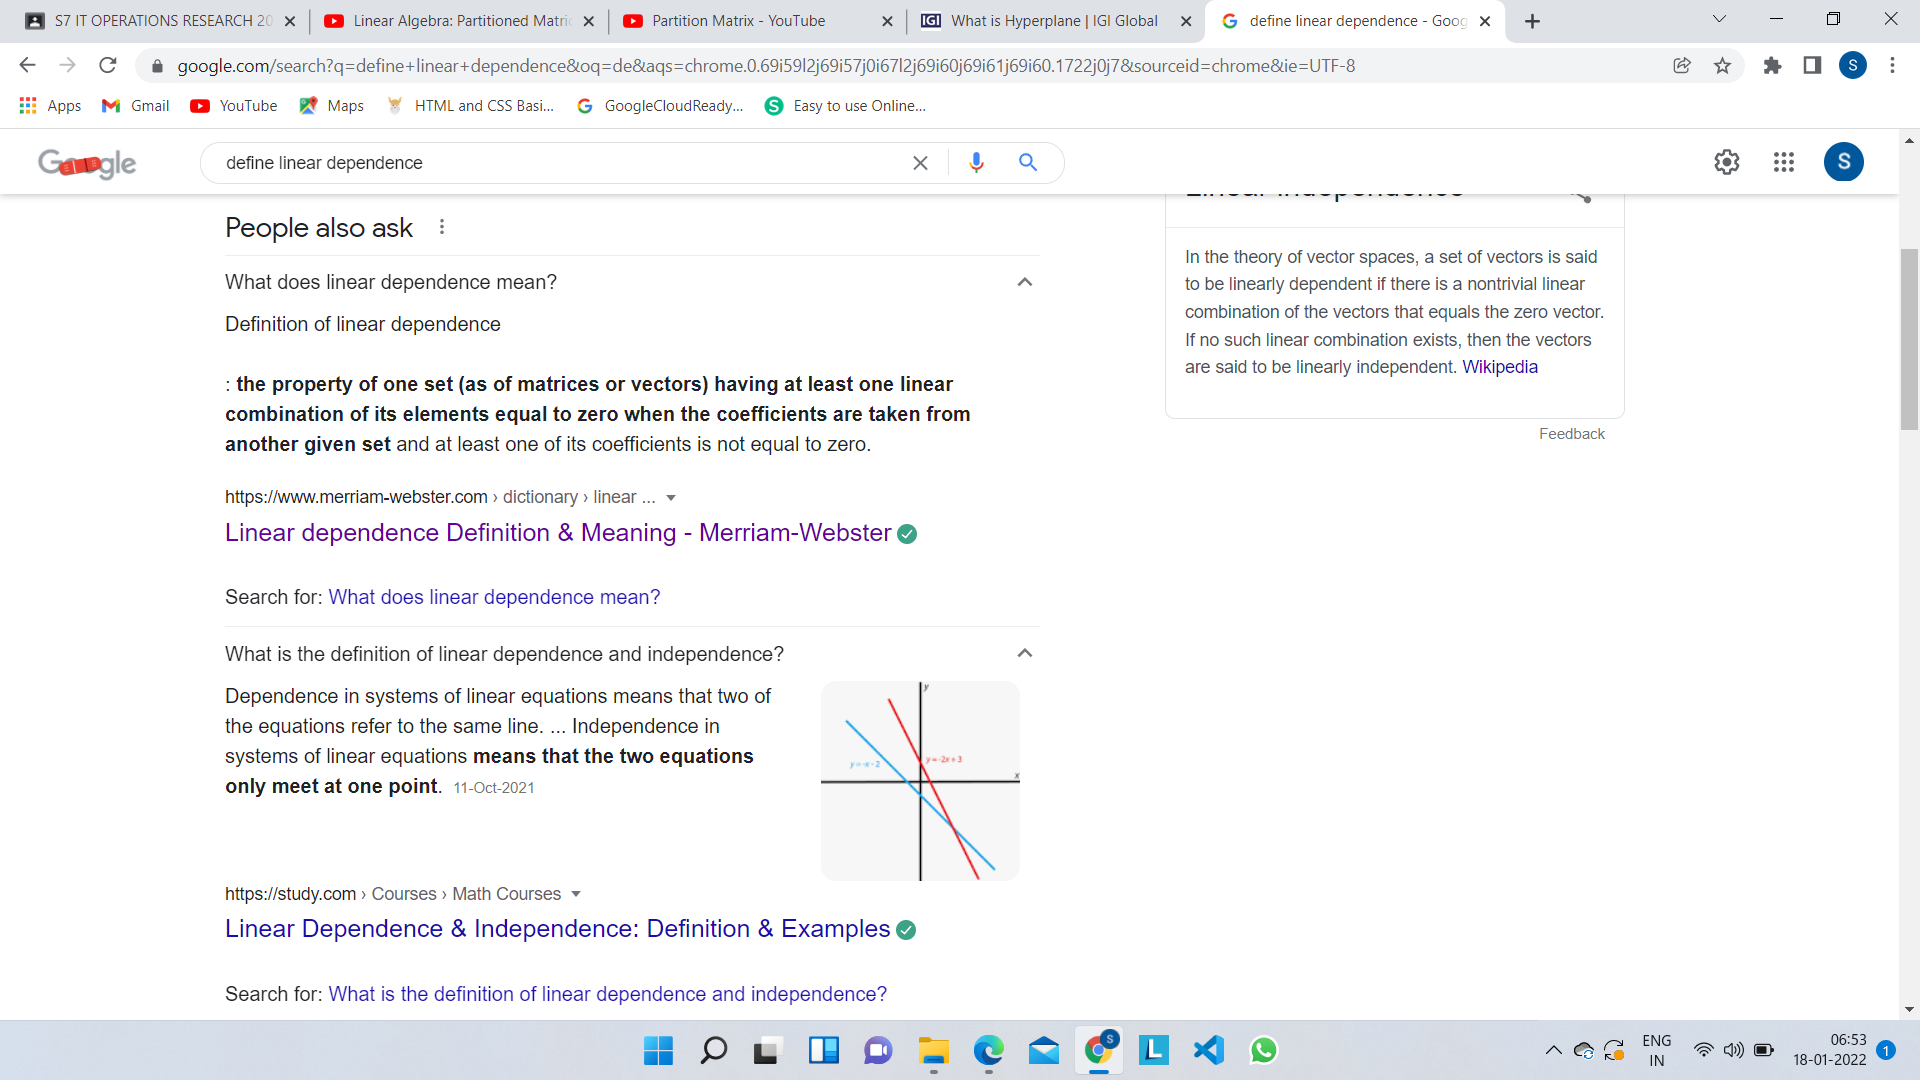 S7 IT OPERATIONS RESEARCH 20
Linear Algebra: Partitioned Matric
Partition Matrix - YouTube
IGI What is Hyperplane | IGI Global
define linear dependence - Goog
google.com/search?q=define+linear+dependence&oq=de&aqs=chrome.0.69i59l2j69i57j0i67l2j69i60j69i61j69i60.1722j0j7&sourceid=chrome&ie=UTF-8
S
Apps Gmail YouTube Maps HTML and CSS Basi... GoogleCloudReady... Easy to use Online...
Google
define linear dependence
S
People also ask
What does linear dependence mean?
Definition of linear dependence
: the property of one set (as of matrices or vectors) having at least one linear
combination of its elements equal to zero when the coefficients are taken from
another given set and at least one of its coefficients is not equal to zero.
https://www.merriam-webster.com › dictionary › linear ...
Linear dependence Definition & Meaning - Merriam-Webster
Search for: What does linear dependence mean?
What is the definition of linear dependence and independence?
Dependence in systems of linear equations means that two of
the equations refer to the same line. ... Independence in
systems of linear equations means that the two equations
only meet at one point. 11-Oct-2021
y
y=-x-2
y=-2x+3
x
https://study.com › Courses › Math Courses
Linear Dependence & Independence: Definition & Examples
Search for: What is the definition of linear dependence and independence?
Linear independence
In the theory of vector spaces, a set of vectors is said
to be linearly dependent if there is a nontrivial linear
combination of the vectors that equals the zero vector.
If no such linear combination exists, then the vectors
are said to be linearly independent. Wikipedia
Feedback
S
L
ENG
IN
06:53
18-01-2022
1